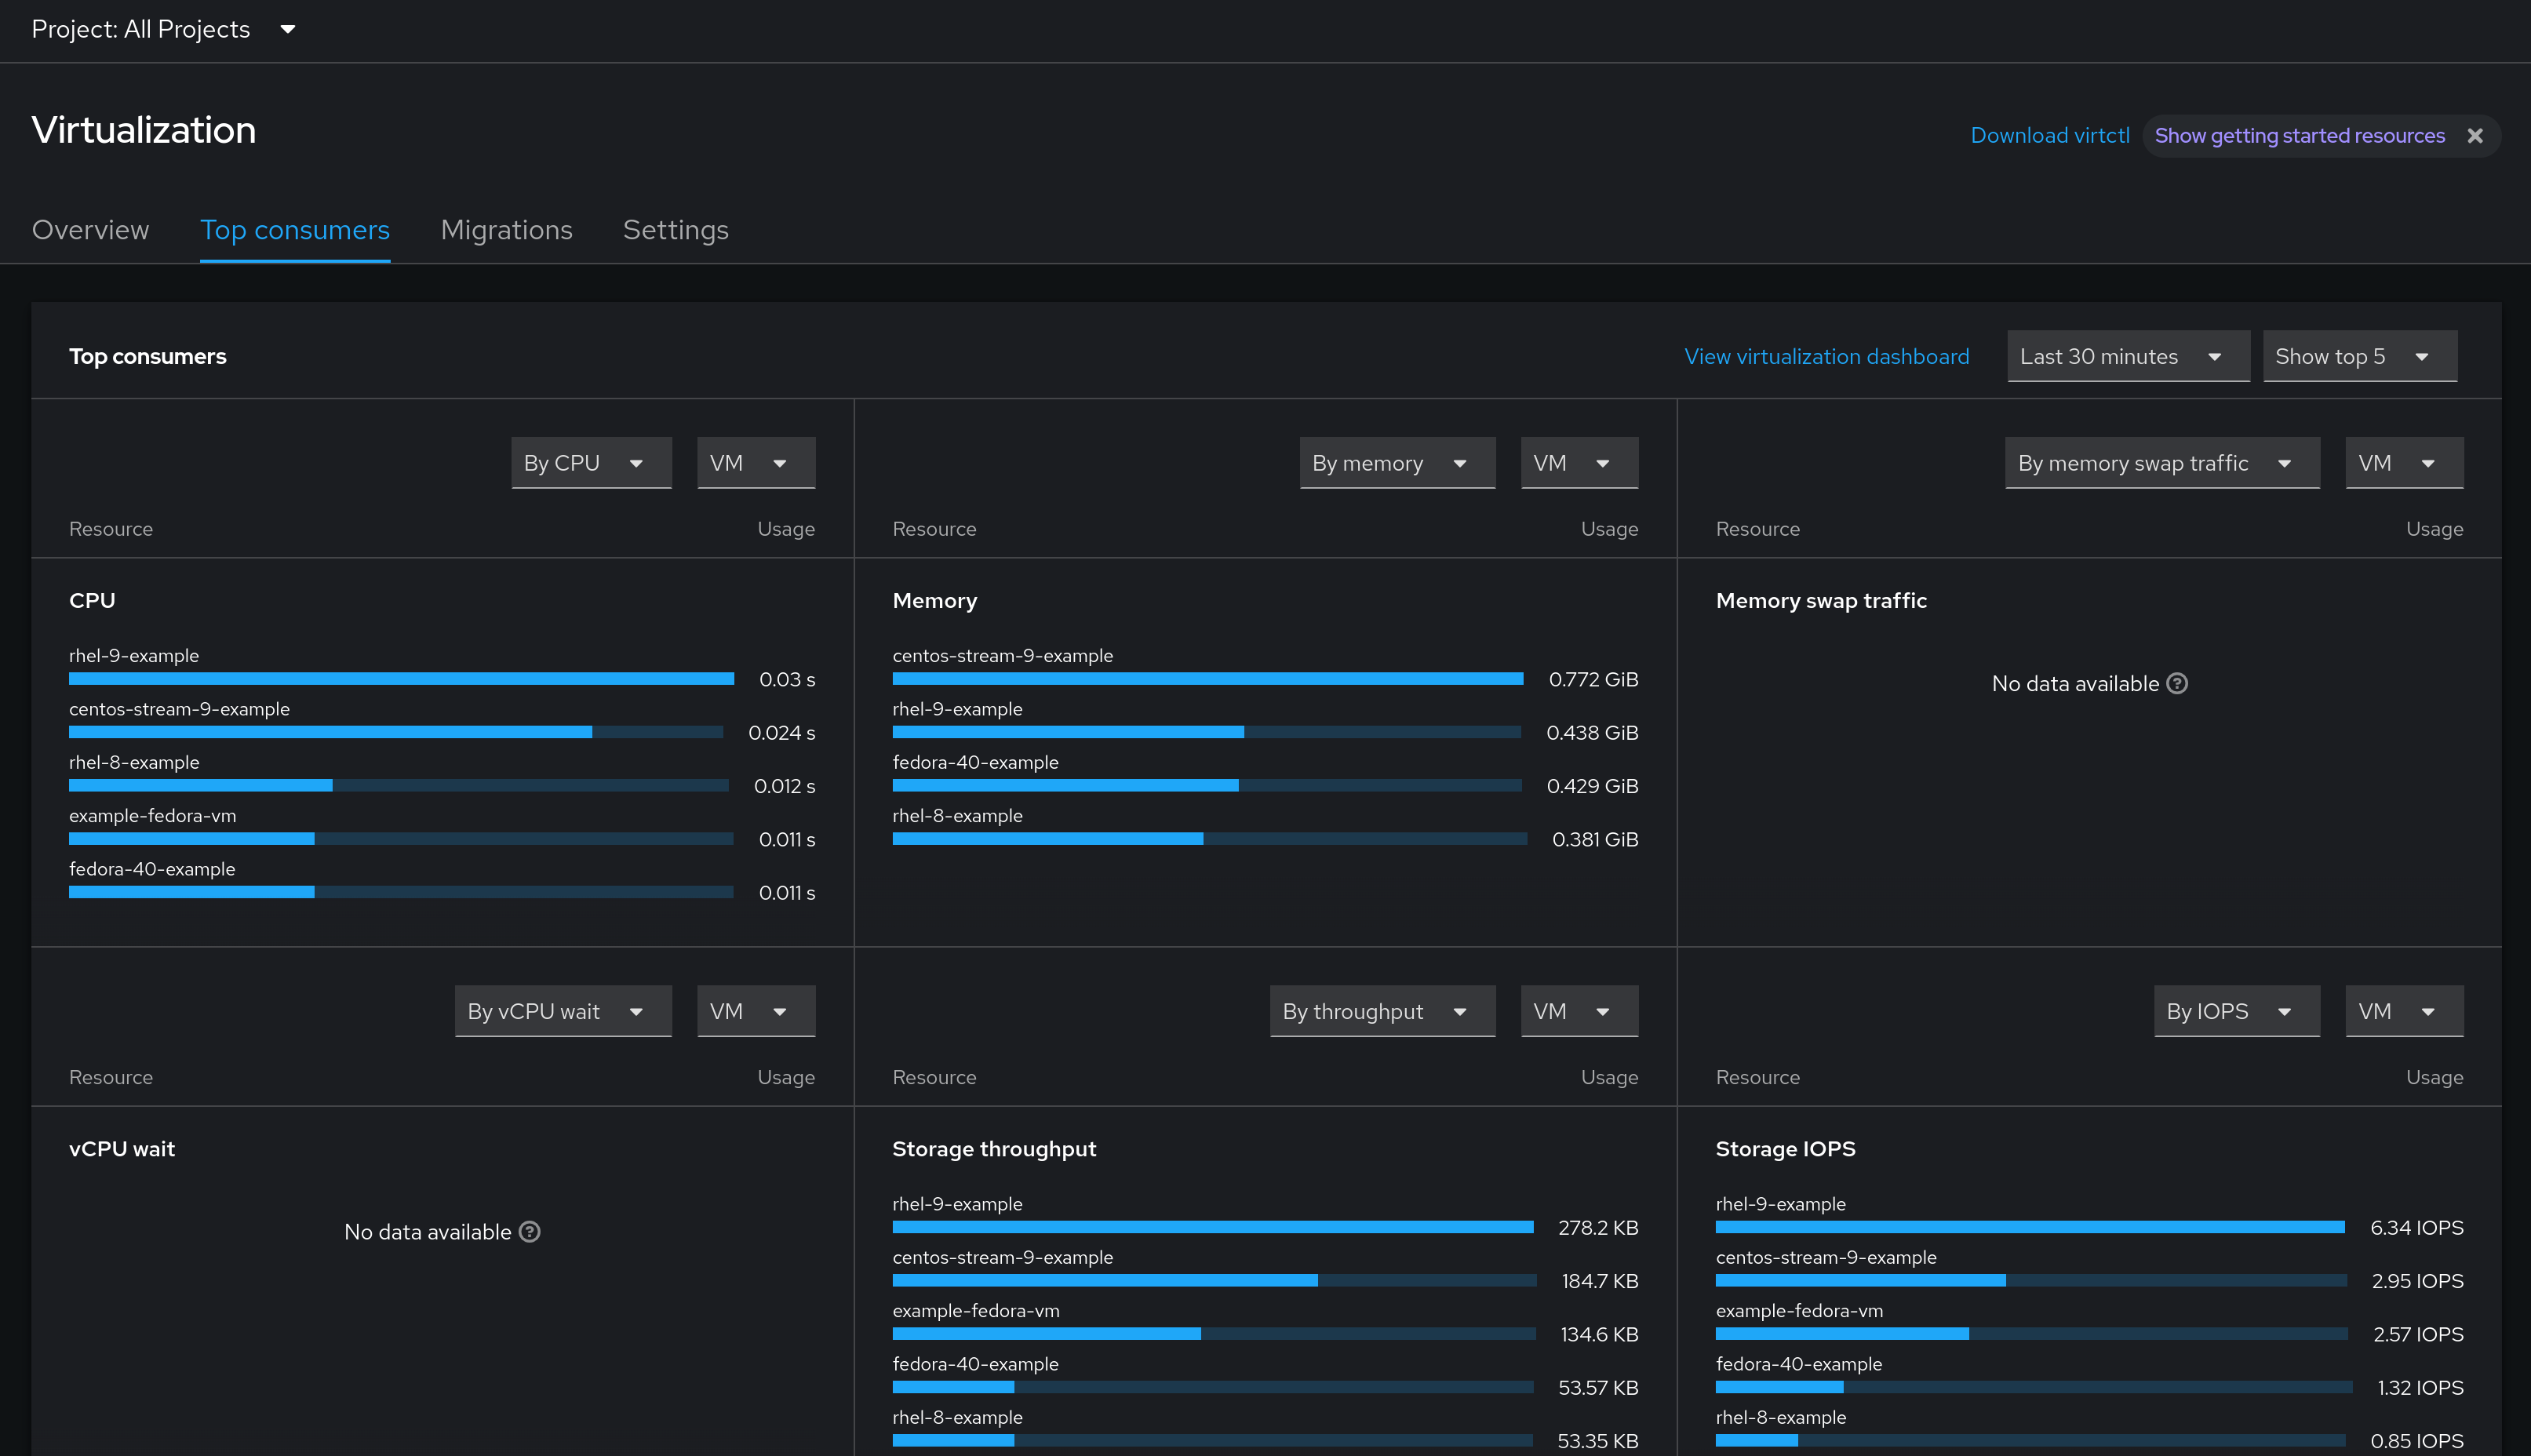 Project: All Projects
Virtualization
Download virtctl
Show getting started resources
Overview
Top consumers
Migrations
Settings
Top consumers
View virtualization dashboard
Last 30 minutes
Show top 5
By CPU
VM
Resource
Usage
CPU
rhel-9-example
0.03 s
centos-stream-9-example
0.024 s
rhel-8-example
0.012 s
example-fedora-vm
0.011 s
fedora-40-example
0.011 s
By memory
VM
Resource
Usage
Memory
centos-stream-9-example
0.772 GiB
rhel-9-example
0.438 GiB
fedora-40-example
0.429 GiB
rhel-8-example
0.381 GiB
By memory swap traffic
VM
Resource
Usage
Memory swap traffic
No data available
By vCPU wait
VM
Resource
Usage
vCPU wait
No data available
By throughput
VM
Resource
Usage
Storage throughput
rhel-9-example
278.2 KB
centos-stream-9-example
184.7 KB
example-fedora-vm
134.6 KB
fedora-40-example
53.57 KB
rhel-8-example
53.35 KB
By IOPS
VM
Resource
Usage
Storage IOPS
rhel-9-example
6.34 IOPS
centos-stream-9-example
2.95 IOPS
example-fedora-vm
2.57 IOPS
fedora-40-example
1.32 IOPS
rhel-8-example
0.85 IOPS